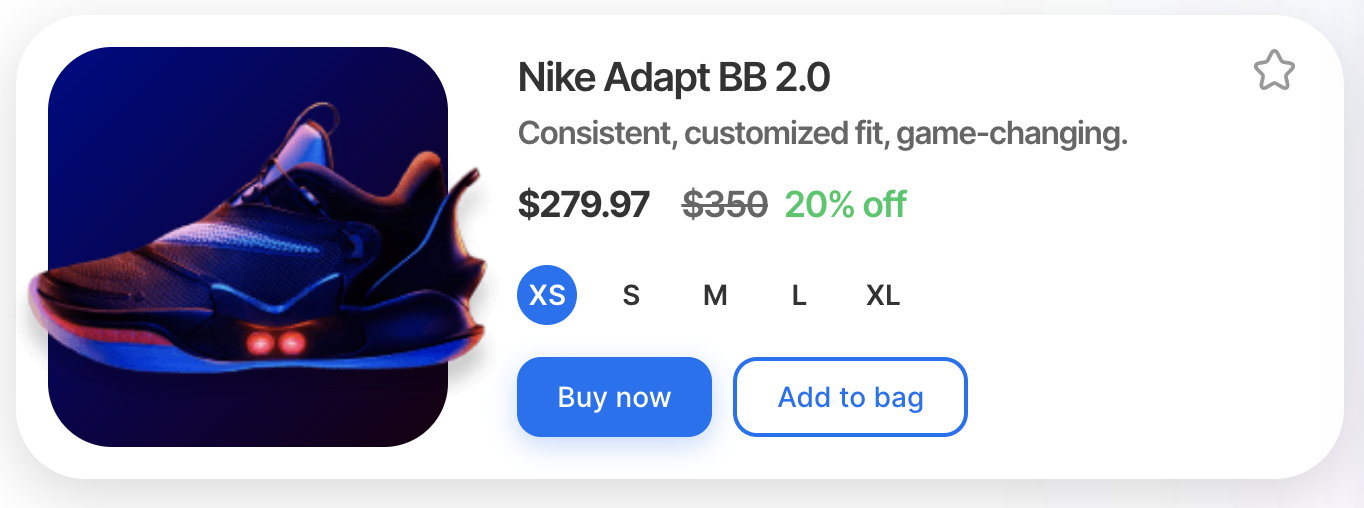 Nike Adapt BB 2.0
Consistent, customized fit, game-changing.
$279.97 $350 20% off
XS S M L XL
Buy now Add to bag